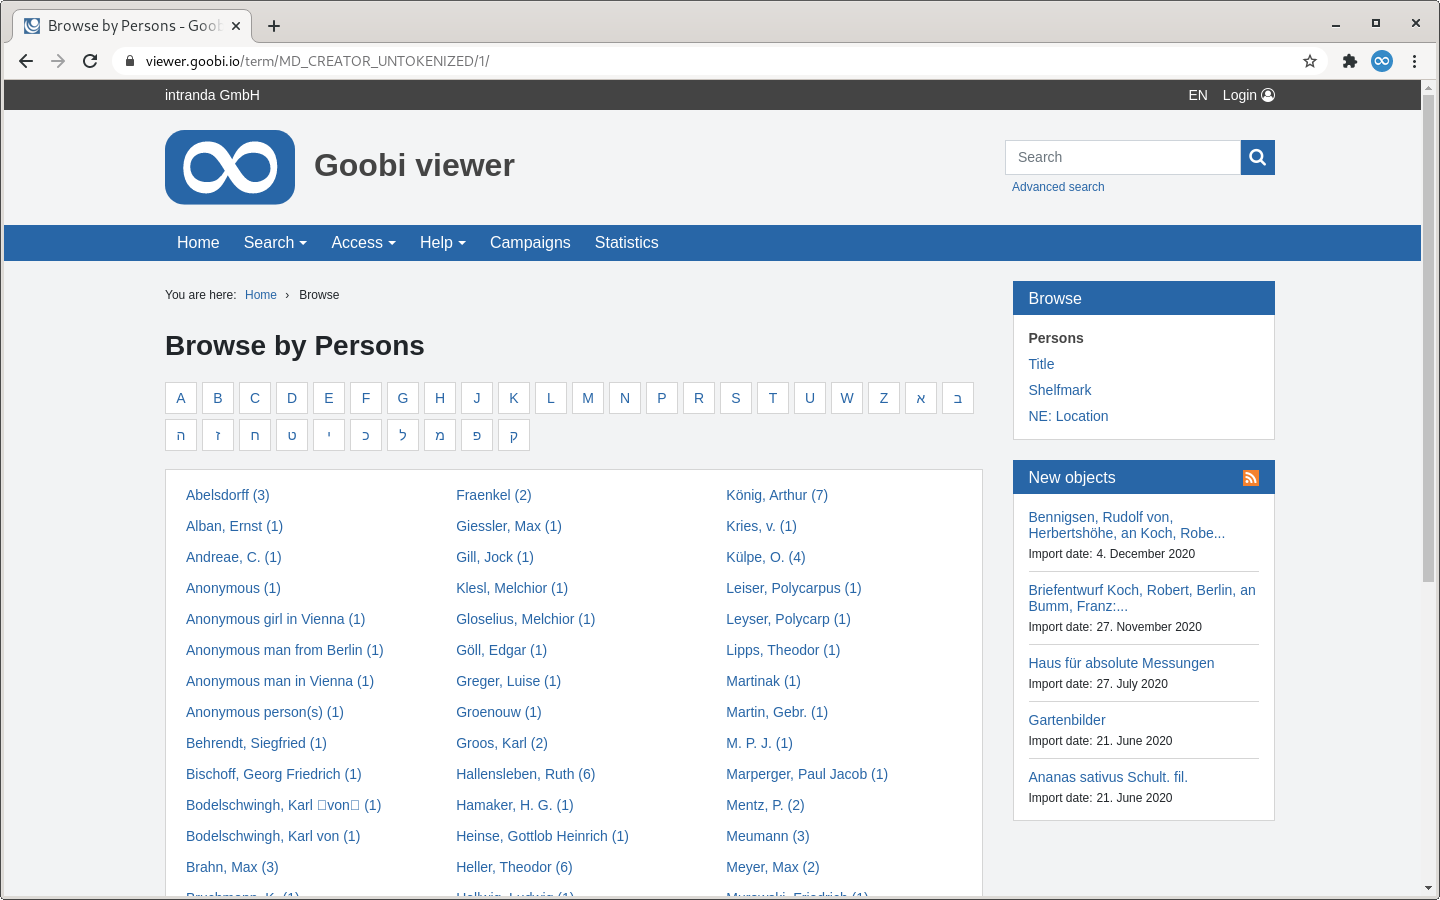 Browse by Persons - Goob
viewer.goobi.io/term/MD_CREATOR_UNTOKENIZED/1/
intranda GmbH
EN Login
Goobi viewer
Search
Advanced search
Home Search Access Help Campaigns Statistics
You are here: Home › Browse
Browse by Persons
A B C D E F G H J K L M N P R S T U W Z א ב
ה ז ח ט י כ ל מ פ ק
Abelsdorff (3)
Alban, Ernst (1)
Andreae, C. (1)
Anonymous (1)
Anonymous girl in Vienna (1)
Anonymous man from Berlin (1)
Anonymous man in Vienna (1)
Anonymous person(s) (1)
Behrendt, Siegfried (1)
Bischoff, Georg Friedrich (1)
Bodelschwingh, Karl von (1)
Bodelschwingh, Karl von (1)
Brahn, Max (3)
Fraenkel (2)
Giessler, Max (1)
Gill, Jock (1)
Klesl, Melchior (1)
Gloselius, Melchior (1)
Göll, Edgar (1)
Greger, Luise (1)
Groenouw (1)
Groos, Karl (2)
Hallensleben, Ruth (6)
Hamaker, H. G. (1)
Heinse, Gottlob Heinrich (1)
Heller, Theodor (6)
König, Arthur (7)
Kries, v. (1)
Külpe, O. (4)
Leiser, Polycarpus (1)
Leyser, Polycarp (1)
Lipps, Theodor (1)
Martinak (1)
Martin, Gebr. (1)
M. P. J. (1)
Marperger, Paul Jacob (1)
Mentz, P. (2)
Meumann (3)
Meyer, Max (2)
Browse
Persons
Title
Shelfmark
NE: Location
New objects
Bennigsen, Rudolf von,
Herbertshöhe, an Koch, Robe...
Import date: 4. December 2020
Briefentwurf Koch, Robert, Berlin, an
Bumm, Franz:...
Import date: 27. November 2020
Haus für absolute Messungen
Import date: 27. July 2020
Gartenbilder
Import date: 21. June 2020
Ananas sativus Schult. fil.
Import date: 21. June 2020